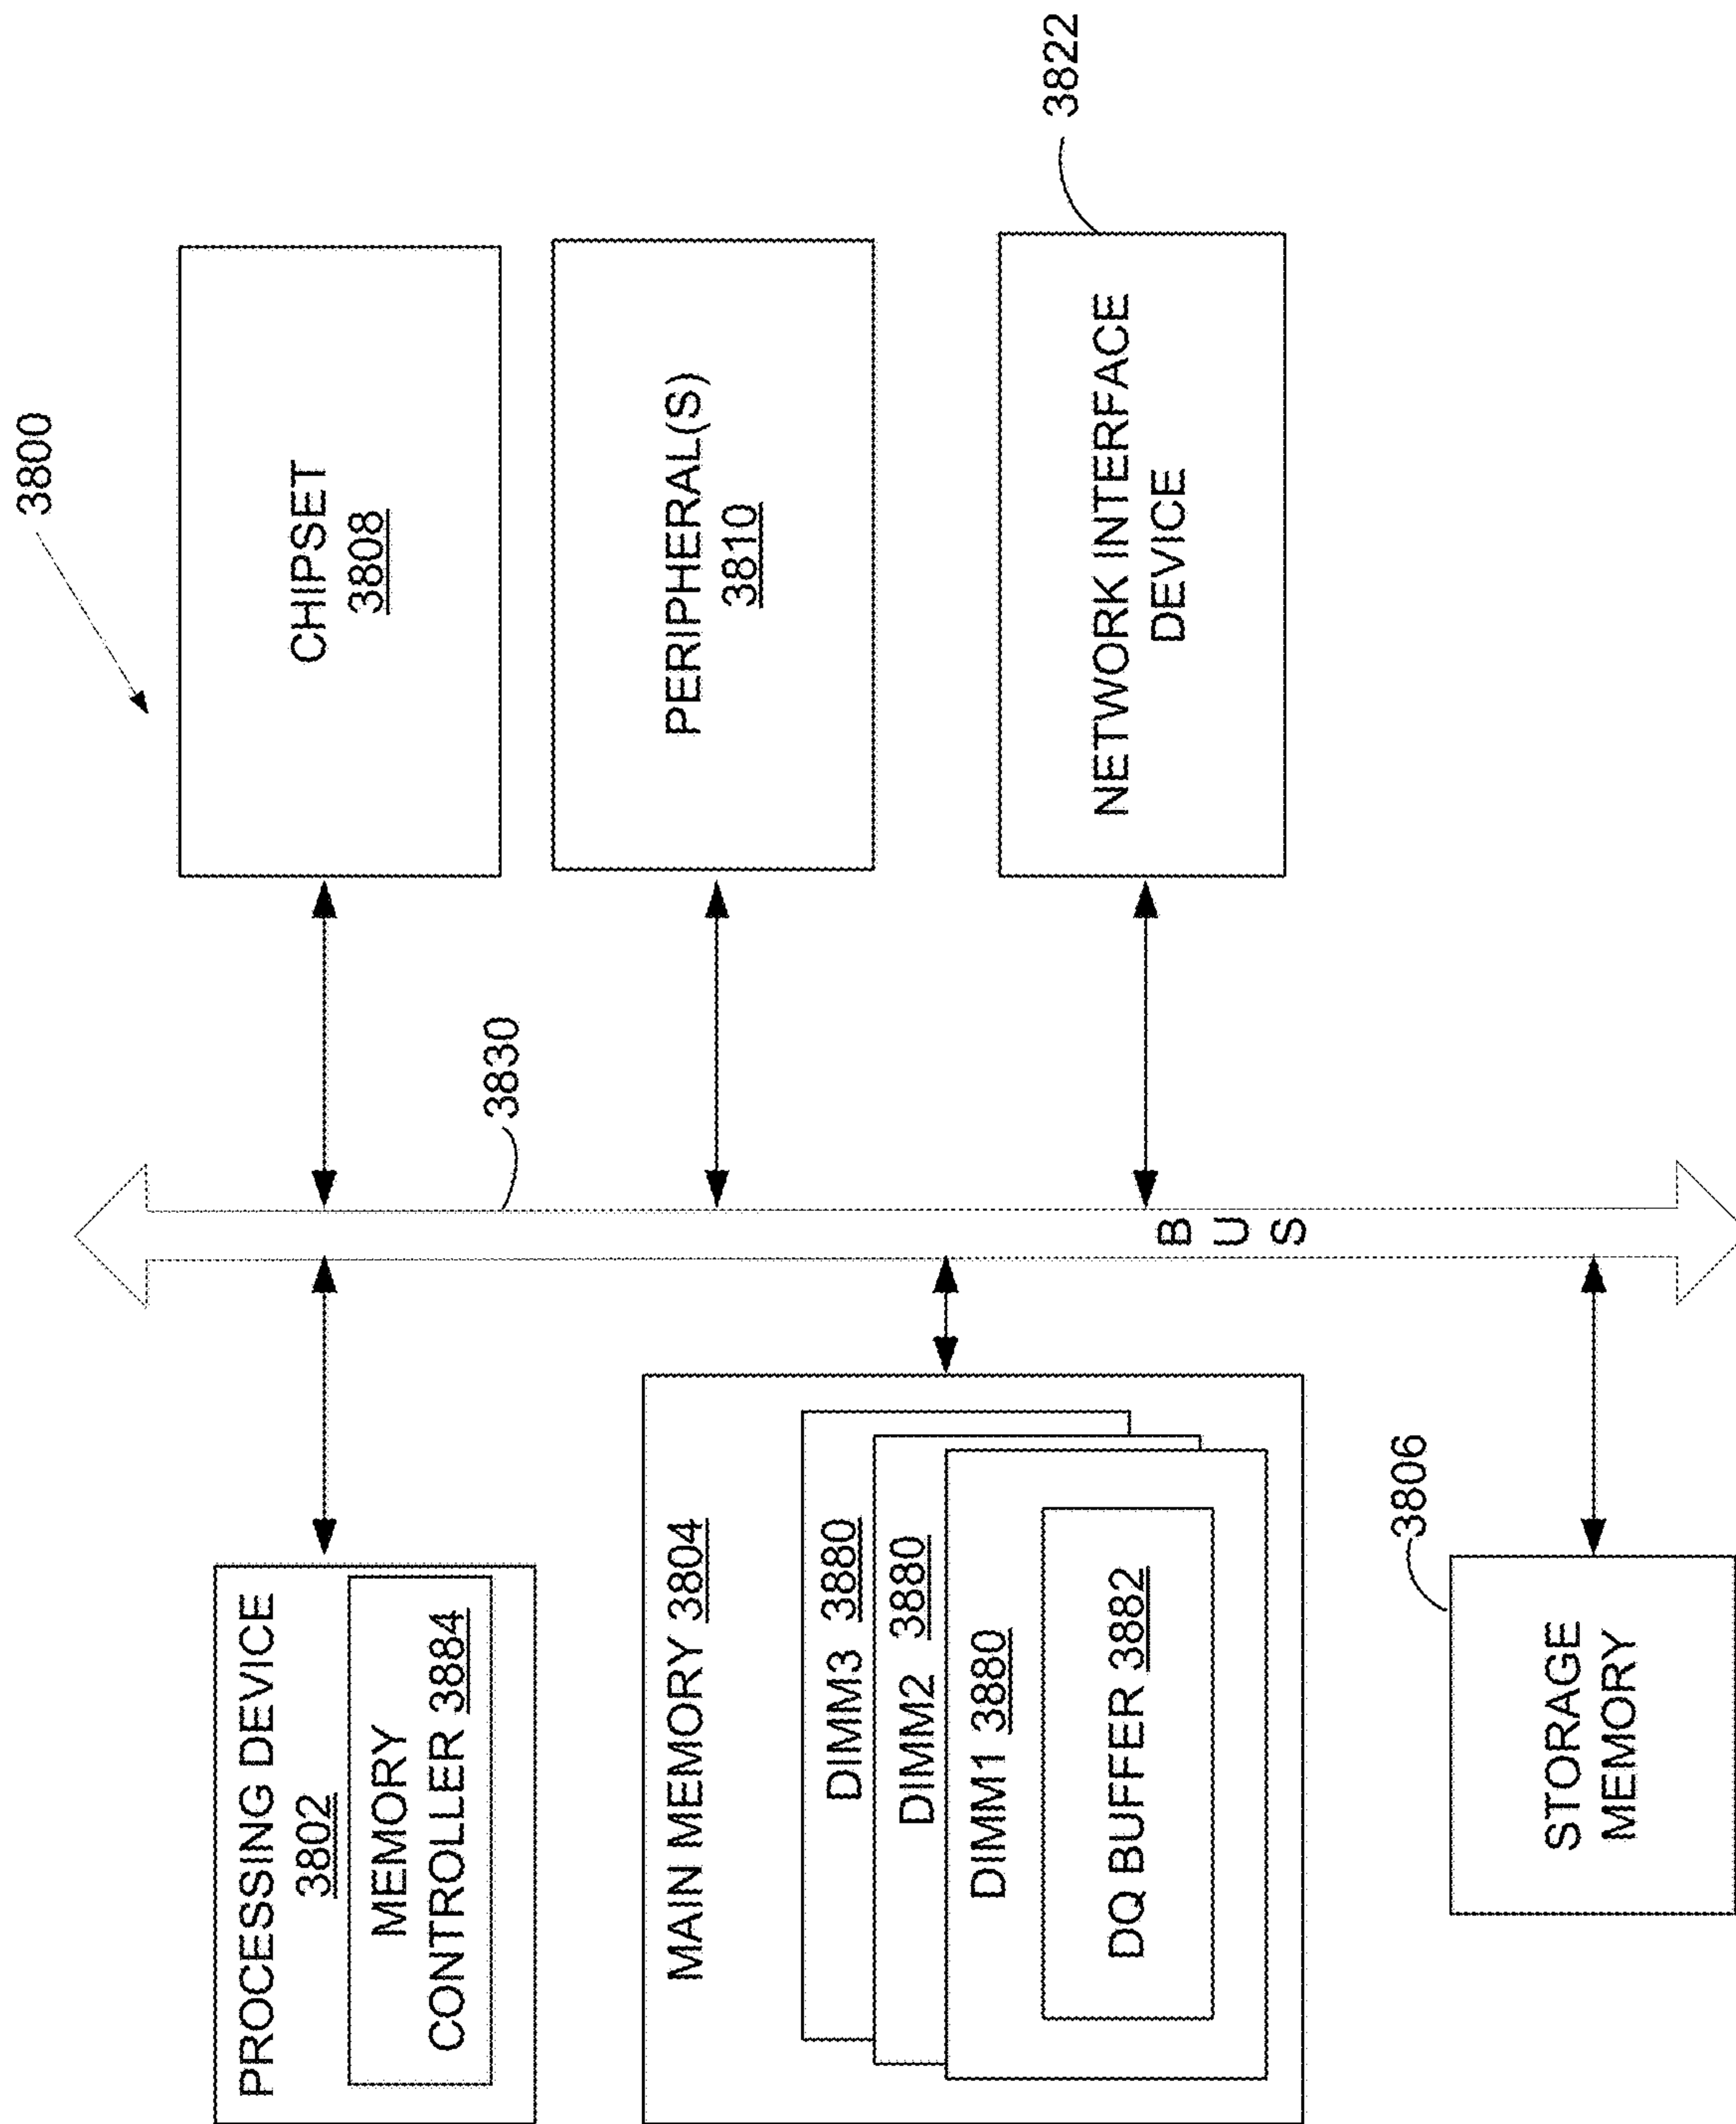 3800
PROCESSING DEVICE
3802
MEMORY
CONTROLLER 3884
CHIPSET
3808
3830
MAIN MEMORY 3804
DIMM3 3880
DIMM2 3880
DIMM1 3880
DQ BUFFER 3882
PERIPHERAL(S)
3810
B
U
S
NETWORK INTERFACE
DEVICE
3822
3806
STORAGE
MEMORY